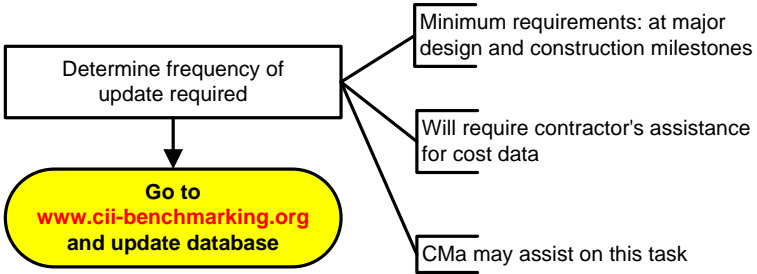 Determine frequency of
update required
Go to
www.cii-benchmarking.org
and update database
Minimum requirements: at major
design and construction milestones
Will require contractor's assistance
for cost data
CMa may assist on this task